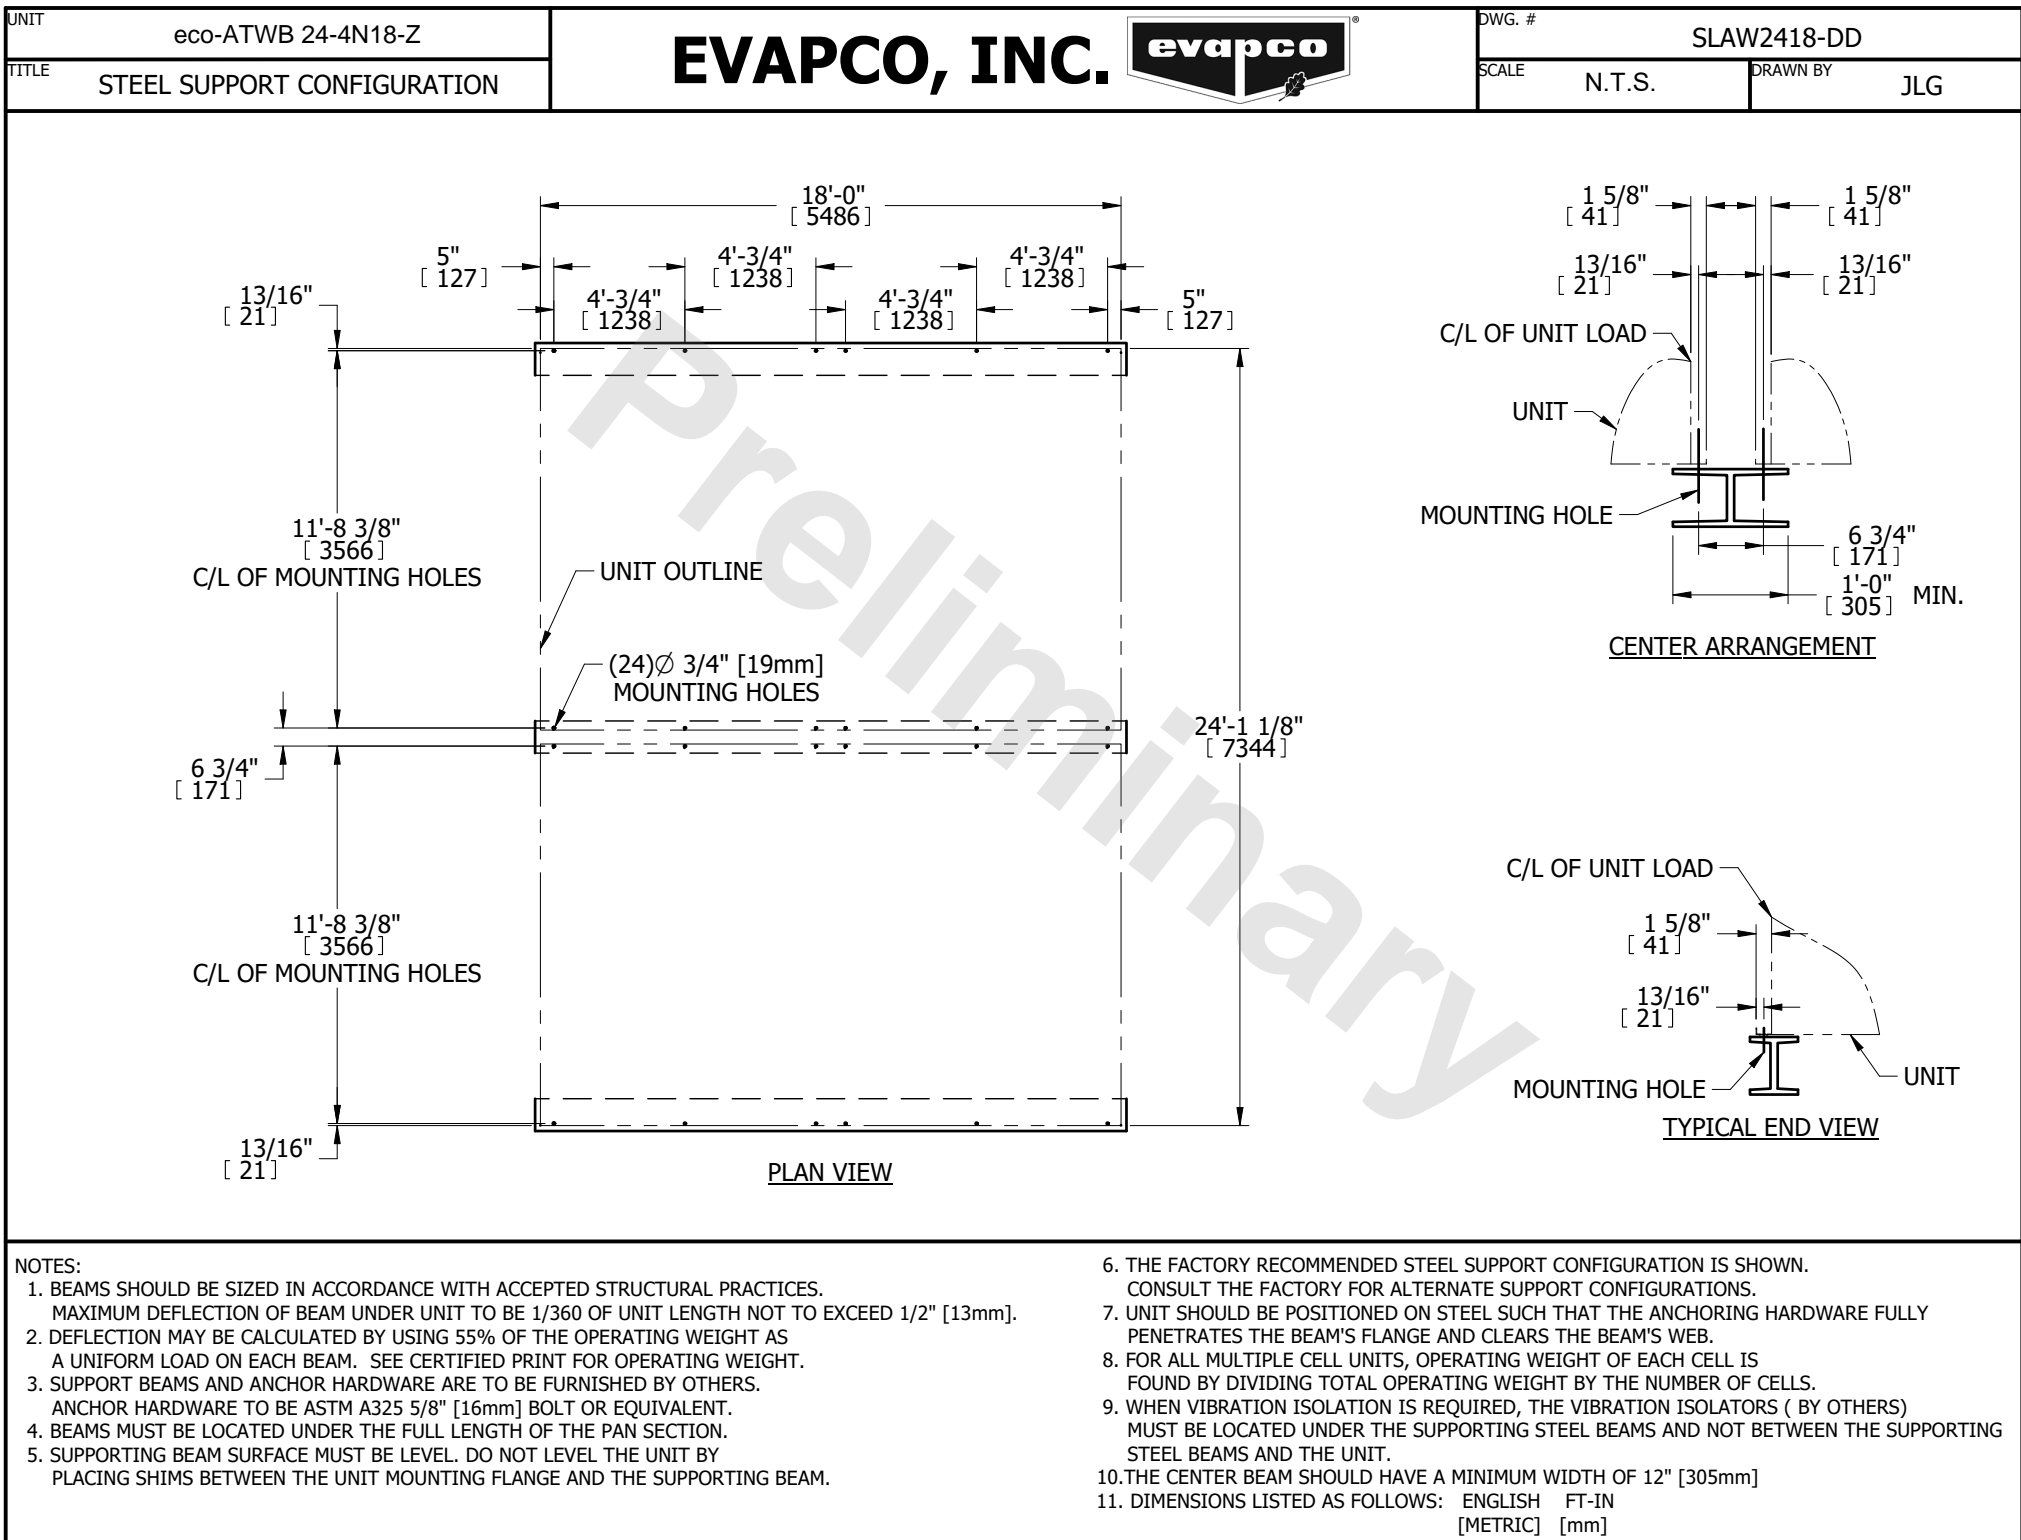 UNIT
eco-ATWB 24-4N18-Z
TITLE
STEEL SUPPORT CONFIGURATION
EVAPCO, INC.
evapco
®
DWG. #
SLAW2418-DD
SCALE
N.T.S.
DRAWN BY
JLG
18'-0"
[ 5486 ]
5"
[ 127 ]
4'-3/4"
[ 1238 ]
4'-3/4"
[ 1238 ]
13/16"
[ 21 ]
4'-3/4"
[ 1238 ]
4'-3/4"
[ 1238 ]
5"
[ 127 ]
11'-8 3/8"
[ 3566 ]
C/L OF MOUNTING HOLES
UNIT OUTLINE
(24)∅ 3/4" [19mm]
MOUNTING HOLES
6 3/4"
[ 171 ]
24'-1 1/8"
[ 7344 ]
11'-8 3/8"
[ 3566 ]
C/L OF MOUNTING HOLES
13/16"
[ 21 ]
PLAN VIEW
Preliminary
1 5/8"
[ 41 ]
1 5/8"
[ 41 ]
13/16"
[ 21 ]
13/16"
[ 21 ]
C/L OF UNIT LOAD
UNIT
MOUNTING HOLE
6 3/4"
[ 171 ]
1'-0"
[ 305 ] MIN.
CENTER ARRANGEMENT
C/L OF UNIT LOAD
1 5/8"
[ 41 ]
13/16"
[ 21 ]
MOUNTING HOLE
UNIT
TYPICAL END VIEW
NOTES:
1. BEAMS SHOULD BE SIZED IN ACCORDANCE WITH ACCEPTED STRUCTURAL PRACTICES.
MAXIMUM DEFLECTION OF BEAM UNDER UNIT TO BE 1/360 OF UNIT LENGTH NOT TO EXCEED 1/2" [13mm].
2. DEFLECTION MAY BE CALCULATED BY USING 55% OF THE OPERATING WEIGHT AS
A UNIFORM LOAD ON EACH BEAM. SEE CERTIFIED PRINT FOR OPERATING WEIGHT.
3. SUPPORT BEAMS AND ANCHOR HARDWARE ARE TO BE FURNISHED BY OTHERS.
ANCHOR HARDWARE TO BE ASTM A325 5/8" [16mm] BOLT OR EQUIVALENT.
4. BEAMS MUST BE LOCATED UNDER THE FULL LENGTH OF THE PAN SECTION.
5. SUPPORTING BEAM SURFACE MUST BE LEVEL. DO NOT LEVEL THE UNIT BY
PLACING SHIMS BETWEEN THE UNIT MOUNTING FLANGE AND THE SUPPORTING BEAM.
6. THE FACTORY RECOMMENDED STEEL SUPPORT CONFIGURATION IS SHOWN.
CONSULT THE FACTORY FOR ALTERNATE SUPPORT CONFIGURATIONS.
7. UNIT SHOULD BE POSITIONED ON STEEL SUCH THAT THE ANCHORING HARDWARE FULLY
PENETRATES THE BEAM'S FLANGE AND CLEARS THE BEAM'S WEB.
8. FOR ALL MULTIPLE CELL UNITS, OPERATING WEIGHT OF EACH CELL IS
FOUND BY DIVIDING TOTAL OPERATING WEIGHT BY THE NUMBER OF CELLS.
9. WHEN VIBRATION ISOLATION IS REQUIRED, THE VIBRATION ISOLATORS ( BY OTHERS)
MUST BE LOCATED UNDER THE SUPPORTING STEEL BEAMS AND NOT BETWEEN THE SUPPORTING
STEEL BEAMS AND THE UNIT.
10.THE CENTER BEAM SHOULD HAVE A MINIMUM WIDTH OF 12" [305mm]
11. DIMENSIONS LISTED AS FOLLOWS: ENGLISH FT-IN
[METRIC] [mm]